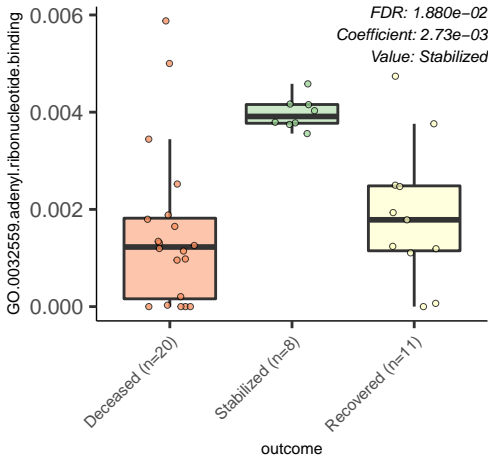 FDR: 1.880e−02
Coefficient: 2.73e−03
Value: Stabilized
GO.0032559.adenyl.ribonucleotide.binding
0.006
0.004
0.002
0.000
Deceased (n=20)
Stabilized (n=8)
Recovered (n=11)
outcome